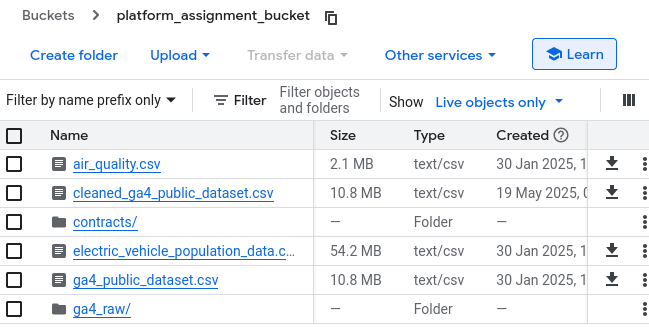 Buckets > platform_assignment_bucket
Create folder Upload Transfer data Other services Learn
Filter by name prefix only Filter Filter objects and folders Show Live objects only
Name Size Type Created
air_quality.csv 2.1 MB text/csv 30 Jan 2025, 1
cleaned_ga4_public_dataset.csv 10.8 MB text/csv 19 May 2025, 0
contracts/ — Folder —
electric_vehicle_population_data.c… 54.2 MB text/csv 30 Jan 2025, 1
ga4_public_dataset.csv 10.8 MB text/csv 30 Jan 2025, 1
ga4_raw/ — Folder —